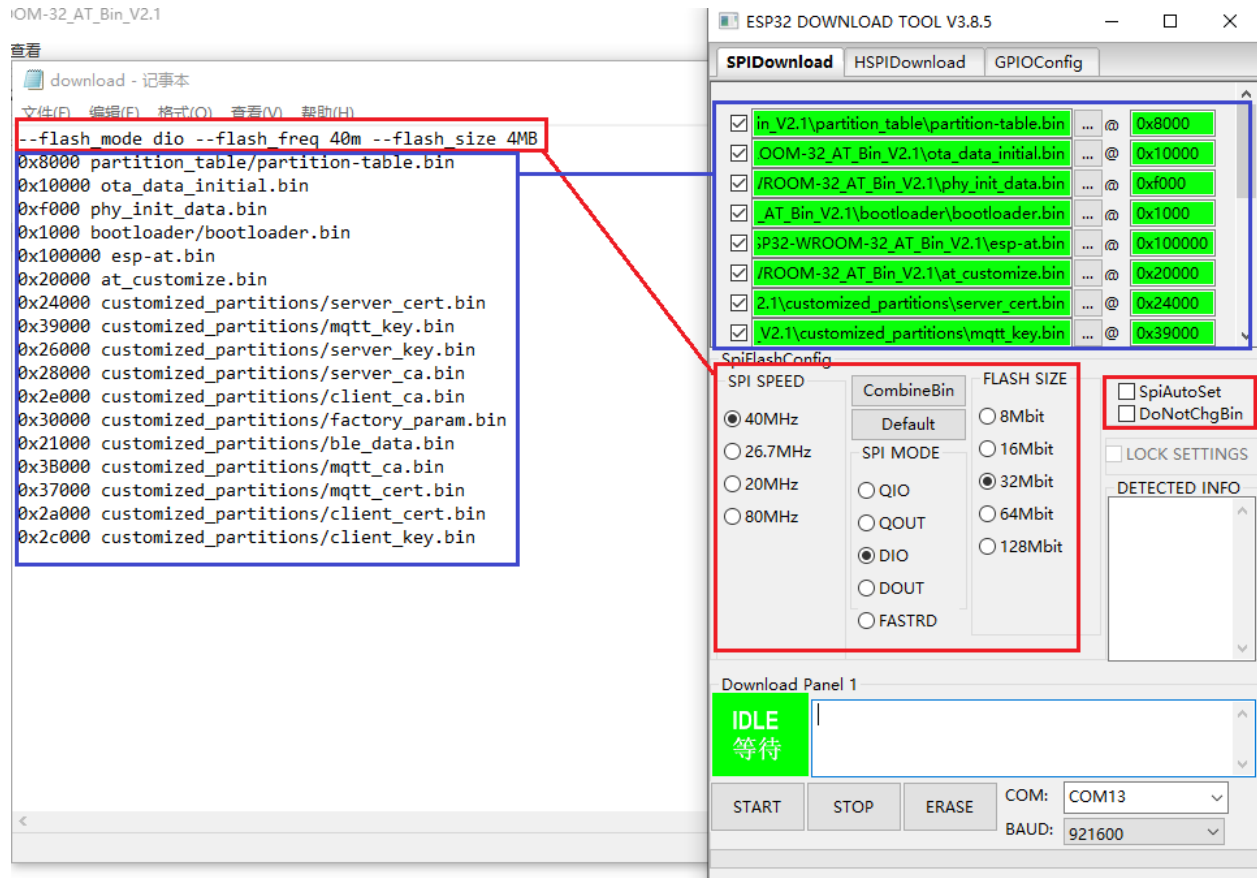 OOM-32_AT_Bin_V2.1
查看
download - 记事本
文件(F) 编辑(E) 格式(O) 查看(V) 帮助(H)
--flash_mode dio --flash_freq 40m --flash_size 4MB
0x8000 partition_table/partition-table.bin
0x10000 ota_data_initial.bin
0xf000 phy_init_data.bin
0x1000 bootloader/bootloader.bin
0x100000 esp-at.bin
0x20000 at_customize.bin
0x24000 customized_partitions/server_cert.bin
0x39000 customized_partitions/mqtt_key.bin
0x26000 customized_partitions/server_key.bin
0x28000 customized_partitions/server_ca.bin
0x2e000 customized_partitions/client_ca.bin
0x30000 customized_partitions/factory_param.bin
0x21000 customized_partitions/ble_data.bin
0x3B000 customized_partitions/mqtt_ca.bin
0x37000 customized_partitions/mqtt_cert.bin
0x2a000 customized_partitions/client_cert.bin
0x2c000 customized_partitions/client_key.bin
ESP32 DOWNLOAD TOOL V3.8.5
SPIDownload HSPIDownload GPIOConfig
in_V2.1\partition_table\partition-table.bin ... @ 0x8000
.OOM-32_AT_Bin_V2.1\ota_data_initial.bin ... @ 0x10000
/ROOM-32_AT_Bin_V2.1\phy_init_data.bin ... @ 0xf000
_AT_Bin_V2.1\bootloader\bootloader.bin ... @ 0x1000
SP32-WROOM-32_AT_Bin_V2.1\esp-at.bin ... @ 0x100000
/ROOM-32_AT_Bin_V2.1\at_customize.bin ... @ 0x20000
2.1\customized_partitions\server_cert.bin ... @ 0x24000
_V2.1\customized_partitions\mqtt_key.bin ... @ 0x39000
SpiFlashConfig
SPI SPEED
40MHz
26.7MHz
20MHz
80MHz
CombineBin
Default
SPI MODE
QIO
QOUT
DIO
DOUT
FASTRD
FLASH SIZE
8Mbit
16Mbit
32Mbit
64Mbit
128Mbit
SpiAutoSet
DoNotChgBin
LOCK SETTINGS
DETECTED INFO
Download Panel 1
IDLE
等待
START STOP ERASE
COM: COM13
BAUD: 921600